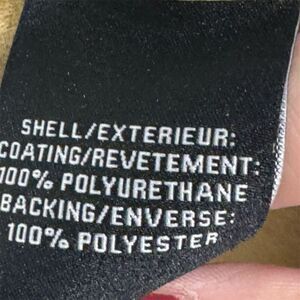 SHELL/EXTERIEUR:
COATING/REVETEMENT:
100% POLYURETHANE
BACKING/ENVERSE:
100% POLYESTER